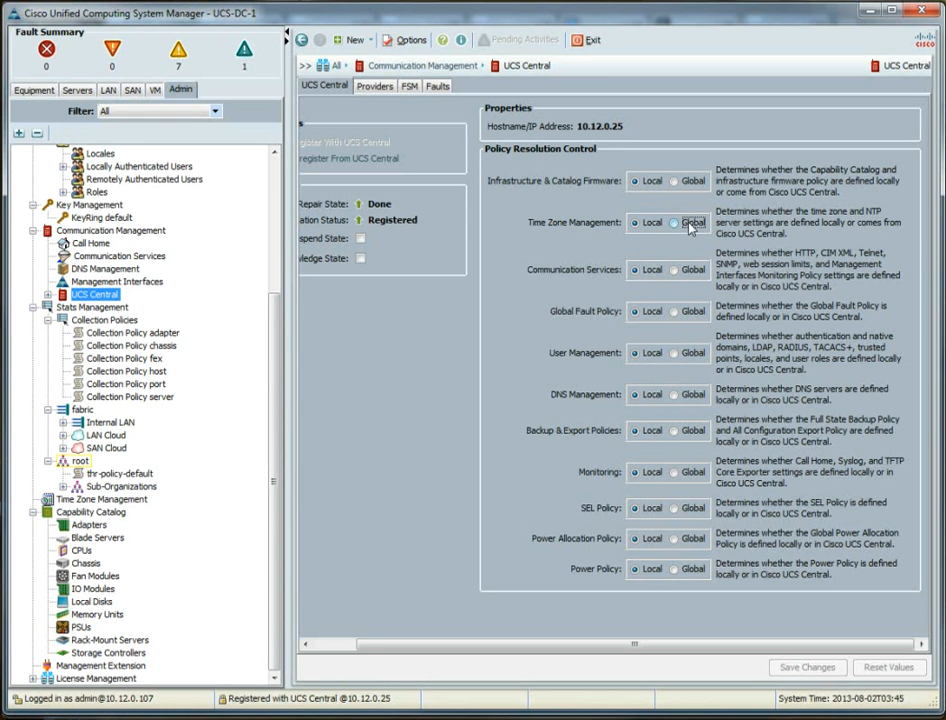 Cisco Unified Computing System Manager - UCS-DC-1
Fault Summary
0 0 7 1
Equipment Servers LAN SAN VM Admin
Filter: All
Locales
Locally Authenticated Users
Remotely Authenticated Users
Roles
Key Management
KeyRing default
Communication Management
Call Home
Communication Services
DNS Management
Management Interfaces
UCS Central
Stats Management
Collection Policies
Collection Policy adapter
Collection Policy chassis
Collection Policy fex
Collection Policy host
Collection Policy port
Collection Policy server
fabric
Internal LAN
LAN Cloud
SAN Cloud
root
thr-policy-default
Sub-Organizations
Time Zone Management
Capability Catalog
Adapters
Blade Servers
CPUs
Chassis
Fan Modules
IO Modules
Local Disks
Memory Units
PSUs
Rack-Mount Servers
Storage Controllers
Management Extension
License Management
New Options Pending Activities Exit
CISCO
>> All Communication Management UCS Central UCS Central
UCS Central Providers FSM Faults
s
gister With UCS Central
register From UCS Central
Repair State: Done
ation Status: Registered
spend State:
wledge State:
Properties
Hostname/IP Address: 10.12.0.25
Policy Resolution Control
Infrastructure & Catalog Firmware: Local Global
Determines whether the Capability Catalog and
infrastructure firmware policy are defined locally
or come from Cisco UCS Central.
Time Zone Management: Local Global
Determines whether the time zone and NTP
server settings are defined locally or comes from
Cisco UCS Central.
Communication Services: Local Global
Determines whether HTTP, CIM XML, Telnet,
SNMP, web session limits, and Management
Interfaces Monitoring Policy settings are defined
locally or in Cisco UCS Central.
Global Fault Policy: Local Global
Determines whether the Global Fault Policy is
defined locally or in Cisco UCS Central.
User Management: Local Global
Determines whether authentication and native
domains, LDAP, RADIUS, TACACS+, trusted
points, locales, and user roles are defined locally
or in Cisco UCS Central.
DNS Management: Local Global
Determines whether DNS servers are defined
locally or in Cisco UCS Central.
Backup & Export Policies: Local Global
Determines whether the Full State Backup Policy
and All Configuration Export Policy are defined
locally or in Cisco UCS Central.
Monitoring: Local Global
Determines whether Call Home, Syslog, and TFTP
Core Exporter settings are defined locally or in
Cisco UCS Central.
SEL Policy: Local Global
Determines whether the SEL Policy is defined
locally or in Cisco UCS Central.
Power Allocation Policy: Local Global
Determines whether the Global Power Allocation
Policy is defined locally or in Cisco UCS Central.
Power Policy: Local Global
Determines whether the Power Policy is defined
locally or in Cisco UCS Central.
Save Changes Reset Values
Logged in as admin@10.12.0.107 Registered with UCS Central @10.12.0.25 System Time: 2013-08-02T03:45